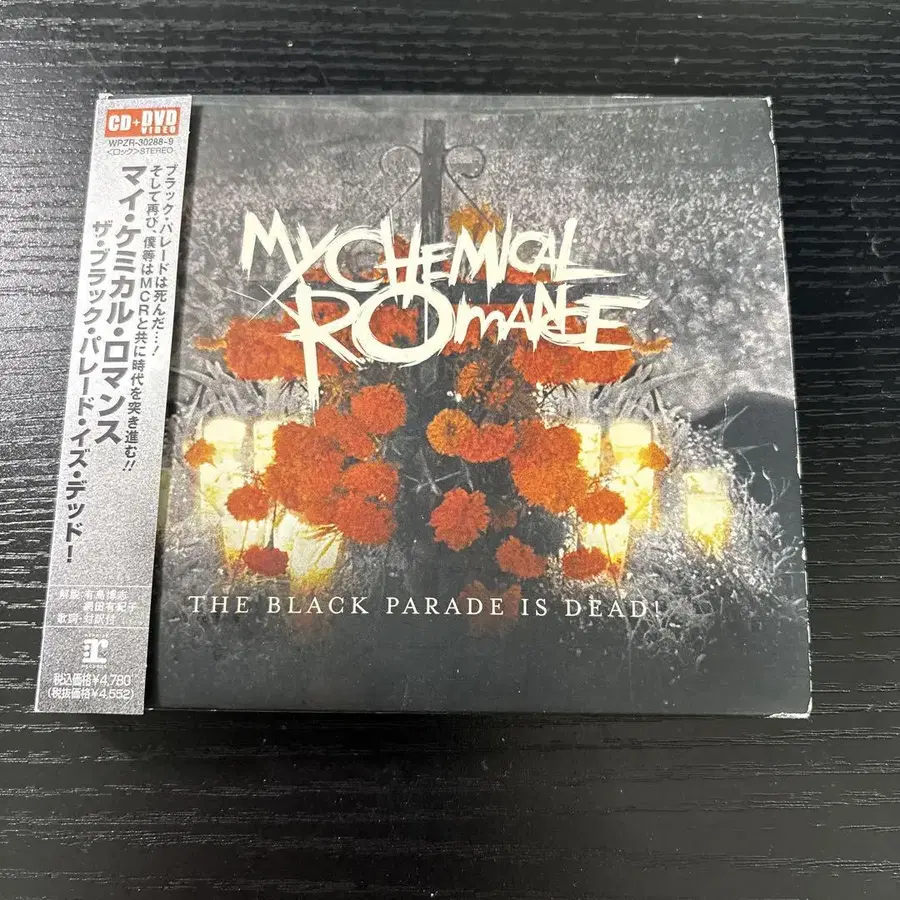 CD+DVD
VIDEO
WPZR-30288~9
<ロック>STEREO
ブラック・パレードは死んだ…!
そして再び、僕等はMCRと共に時代を突き進む!!
マイ・ケミカル・ロマンス
ザ・ブラック・パレード・イズ・デッド!
解説:有島博志
網田有紀子
歌詞・対訳付
税込価格¥4,780
(税抜価格¥4,552)
MY CHEMICAL
ROMANCE
THE BLACK PARADE IS DEAD!